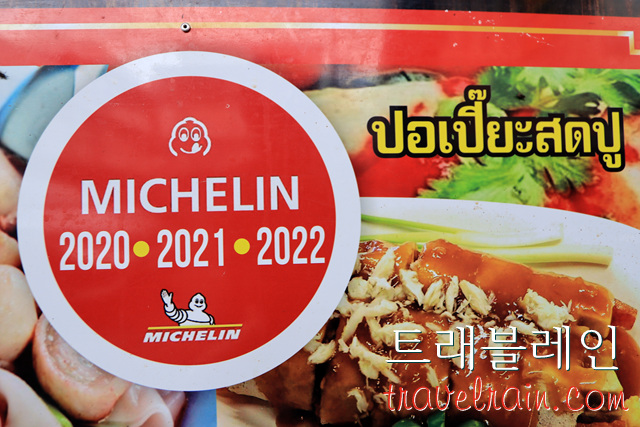 MICHELIN
2020 • 2021 • 2022
MICHELIN
ปอเปี๊ยะสดปู
트래블레인
travelrain.com